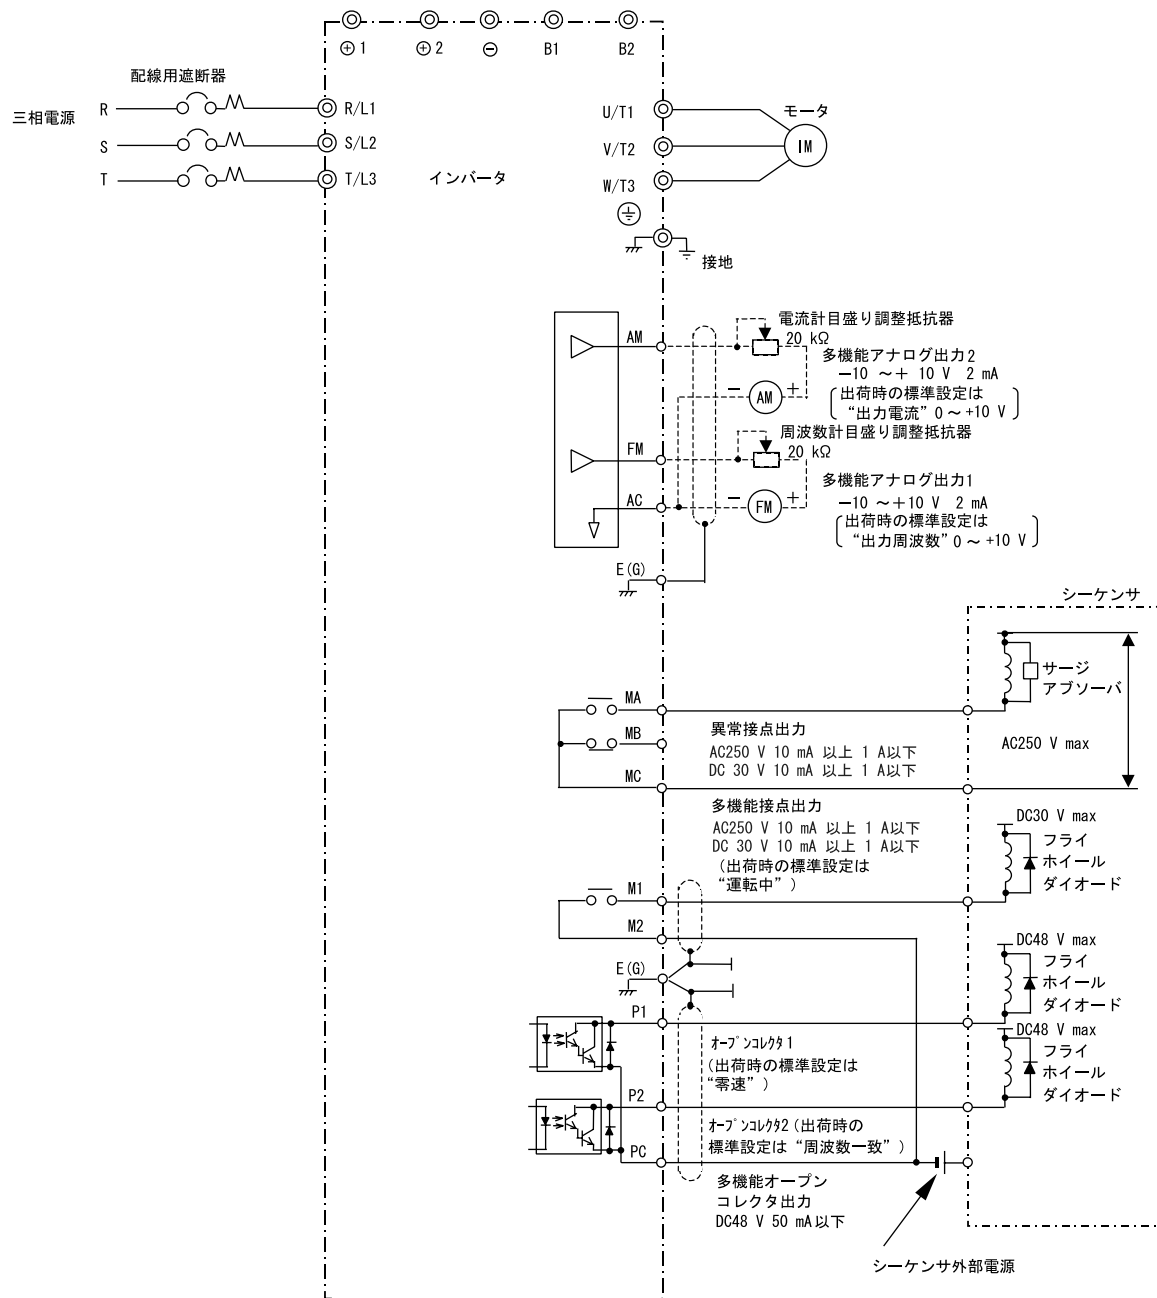 ⊕1 ⊕2 ⊖ B1 B2
配線用遮断器
三相電源
R R/L1
S S/L2
T T/L3
インバータ
U/T1
V/T2
W/T3
モータ
IM
接地
AM
電流計目盛り調整抵抗器
20 kΩ
多機能アナログ出力2
−10 ～＋ 10 V 2 mA
出荷時の標準設定は
“出力電流” 0～+10 V
− AM ＋
周波数計目盛り調整抵抗器
FM
20 kΩ
多機能アナログ出力1
AC
− FM ＋
−10 ～＋10 V 2 mA
出荷時の標準設定は
“出力周波数” 0～+10 V
E(G)
シーケンサ
サージ
アブソーバ
MA
MB
MC
異常接点出力
AC250 V 10 mA 以上 1 A以下
DC 30 V 10 mA 以上 1 A以下
AC250 V max
多機能接点出力
AC250 V 10 mA 以上 1 A以下
DC 30 V 10 mA 以上 1 A以下
(出荷時の標準設定は
“運転中”)
DC30 V max
フライ
ホイール
ダイオード
M1
M2
E(G)
DC48 V max
フライ
ホイール
ダイオード
P1
ｵｰﾌﾟﾝｺﾚｸﾀ1
(出荷時の標準設定は
“零速”)
DC48 V max
フライ
ホイール
ダイオード
P2
ｵｰﾌﾟﾝｺﾚｸﾀ2(出荷時の
標準設定は“周波数一致”)
PC
多機能オープン
コレクタ出力
DC48 V 50 mA以下
シーケンサ外部電源